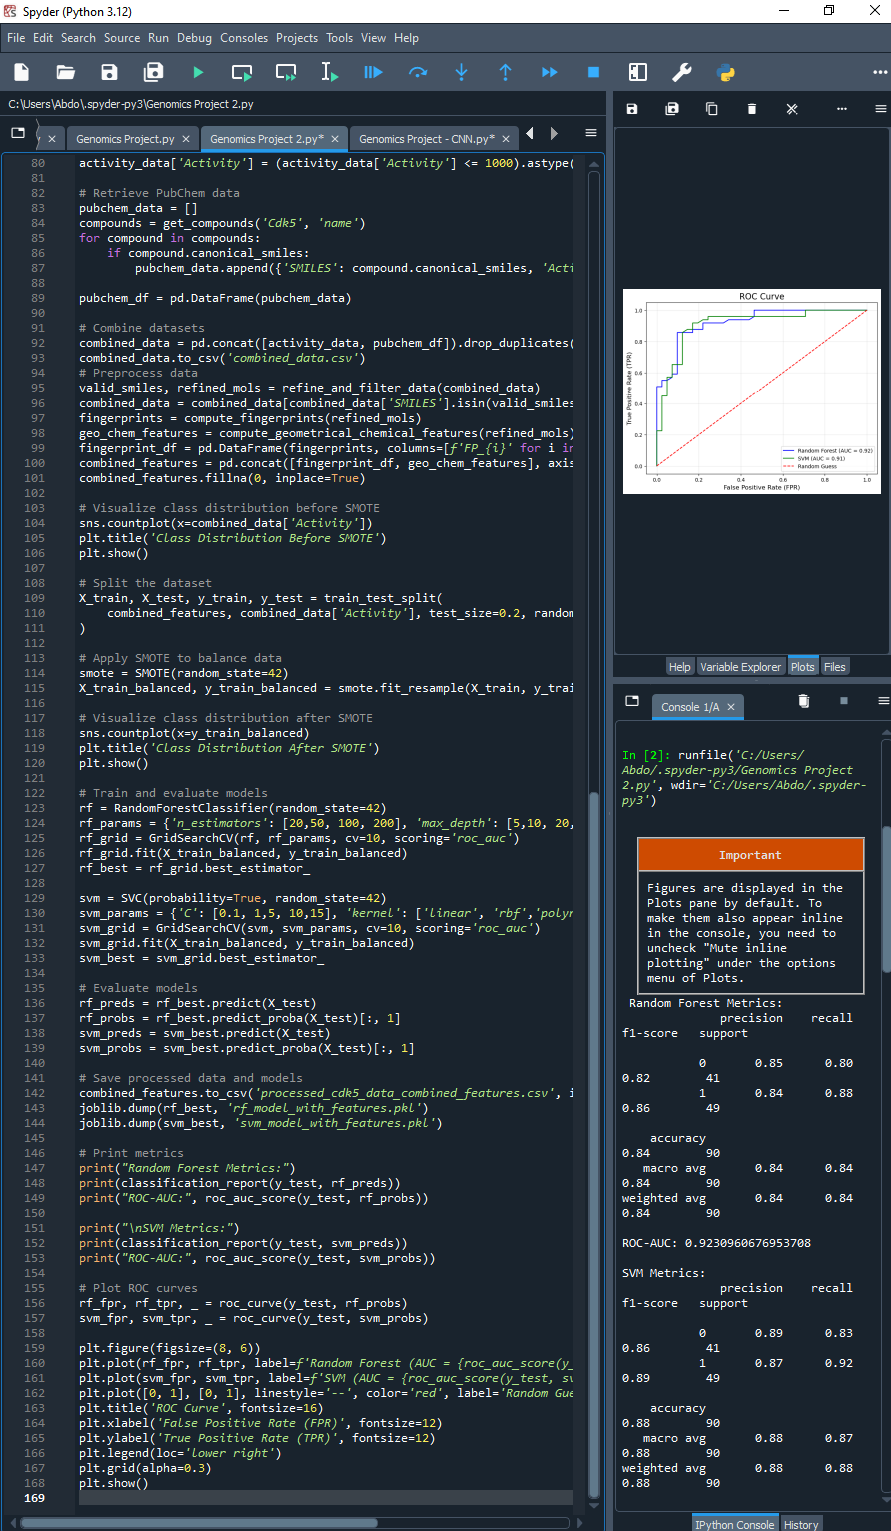 Spyder (Python 3.12)
File Edit Search Source Run Debug Consoles Projects Tools View Help
C:\Users\Abdo\.spyder-py3\Genomics Project 2.py
Genomics Project.py
Genomics Project 2.py*
Genomics Project - CNN.py*
80 activity_data['Activity'] = (activity_data['Activity'] <= 1000).astype(
81
82 # Retrieve PubChem data
83 pubchem_data = []
84 compounds = get_compounds('Cdk5', 'name')
85 for compound in compounds:
86     if compound.canonical_smiles:
87         pubchem_data.append({'SMILES': compound.canonical_smiles, 'Acti
88
89 pubchem_df = pd.DataFrame(pubchem_data)
90
91 # Combine datasets
92 combined_data = pd.concat([activity_data, pubchem_df]).drop_duplicates(
93 combined_data.to_csv('combined_data.csv')
94 # Preprocess data
95 valid_smiles, refined_mols = refine_and_filter_data(combined_data)
96 combined_data = combined_data[combined_data['SMILES'].isin(valid_smiles
97 fingerprints = compute_fingerprints(refined_mols)
98 geo_chem_features = compute_geometrical_chemical_features(refined_mols)
99 fingerprint_df = pd.DataFrame(fingerprints, columns=[f'FP_{i}' for i in
100 combined_features = pd.concat([fingerprint_df, geo_chem_features], axis
101 combined_features.fillna(0, inplace=True)
102
103 # Visualize class distribution before SMOTE
104 sns.countplot(x=combined_data['Activity'])
105 plt.title('Class Distribution Before SMOTE')
106 plt.show()
107
108 # Split the dataset
109 X_train, X_test, y_train, y_test = train_test_split(
110     combined_features, combined_data['Activity'], test_size=0.2, random
111 )
112
113 # Apply SMOTE to balance data
114 smote = SMOTE(random_state=42)
115 X_train_balanced, y_train_balanced = smote.fit_resample(X_train, y_trai
116
117 # Visualize class distribution after SMOTE
118 sns.countplot(x=y_train_balanced)
119 plt.title('Class Distribution After SMOTE')
120 plt.show()
121
122 # Train and evaluate models
123 rf = RandomForestClassifier(random_state=42)
124 rf_params = {'n_estimators': [20,50, 100, 200], 'max_depth': [5,10, 20,
125 rf_grid = GridSearchCV(rf, rf_params, cv=10, scoring='roc_auc')
126 rf_grid.fit(X_train_balanced, y_train_balanced)
127 rf_best = rf_grid.best_estimator_
128
129 svm = SVC(probability=True, random_state=42)
130 svm_params = {'C': [0.1, 1,5, 10,15], 'kernel': ['linear', 'rbf','polyn
131 svm_grid = GridSearchCV(svm, svm_params, cv=10, scoring='roc_auc')
132 svm_grid.fit(X_train_balanced, y_train_balanced)
133 svm_best = svm_grid.best_estimator_
134
135 # Evaluate models
136 rf_preds = rf_best.predict(X_test)
137 rf_probs = rf_best.predict_proba(X_test)[:, 1]
138 svm_preds = svm_best.predict(X_test)
139 svm_probs = svm_best.predict_proba(X_test)[:, 1]
140
141 # Save processed data and models
142 combined_features.to_csv('processed_cdk5_data_combined_features.csv', i
143 joblib.dump(rf_best, 'rf_model_with_features.pkl')
144 joblib.dump(svm_best, 'svm_model_with_features.pkl')
145
146 # Print metrics
147 print("Random Forest Metrics:")
148 print(classification_report(y_test, rf_preds))
149 print("ROC-AUC:", roc_auc_score(y_test, rf_probs))
150
151 print("\nSVM Metrics:")
152 print(classification_report(y_test, svm_preds))
153 print("ROC-AUC:", roc_auc_score(y_test, svm_probs))
154
155 # Plot ROC curves
156 rf_fpr, rf_tpr, _ = roc_curve(y_test, rf_probs)
157 svm_fpr, svm_tpr, _ = roc_curve(y_test, svm_probs)
158
159 plt.figure(figsize=(8, 6))
160 plt.plot(rf_fpr, rf_tpr, label=f'Random Forest (AUC = {roc_auc_score(y_
161 plt.plot(svm_fpr, svm_tpr, label=f'SVM (AUC = {roc_auc_score(y_test, sv
162 plt.plot([0, 1], [0, 1], linestyle='--', color='red', label='Random Gue
163 plt.title('ROC Curve', fontsize=16)
164 plt.xlabel('False Positive Rate (FPR)', fontsize=12)
165 plt.ylabel('True Positive Rate (TPR)', fontsize=12)
166 plt.legend(loc='lower right')
167 plt.grid(alpha=0.3)
168 plt.show()
169
ROC Curve
True Positive Rate (TPR)
1.0
0.8
0.6
0.4
0.2
0.0
Random Forest (AUC = 0.92)
SVM (AUC = 0.91)
Random Guess
0.0 0.2 0.4 0.6 0.8 1.0
False Positive Rate (FPR)
Help Variable Explorer Plots Files
Console 1/A
In [2]: runfile('C:/Users/
Abdo/.spyder-py3/Genomics Project
2.py', wdir='C:/Users/Abdo/.spyder-
py3')
Important
Figures are displayed in the
Plots pane by default. To
make them also appear inline
in the console, you need to
uncheck "Mute inline
plotting" under the options
menu of Plots.
Random Forest Metrics:
precision recall
f1-score support
0 0.85 0.80
0.82 41
1 0.84 0.88
0.86 49
accuracy
0.84 90
macro avg 0.84 0.84
0.84 90
weighted avg 0.84 0.84
0.84 90
ROC-AUC: 0.9230960676953708
SVM Metrics:
precision recall
f1-score support
0 0.89 0.83
0.86 41
1 0.87 0.92
0.89 49
accuracy
0.88 90
macro avg 0.88 0.87
0.88 90
weighted avg 0.88 0.88
0.88 90
IPython Console History